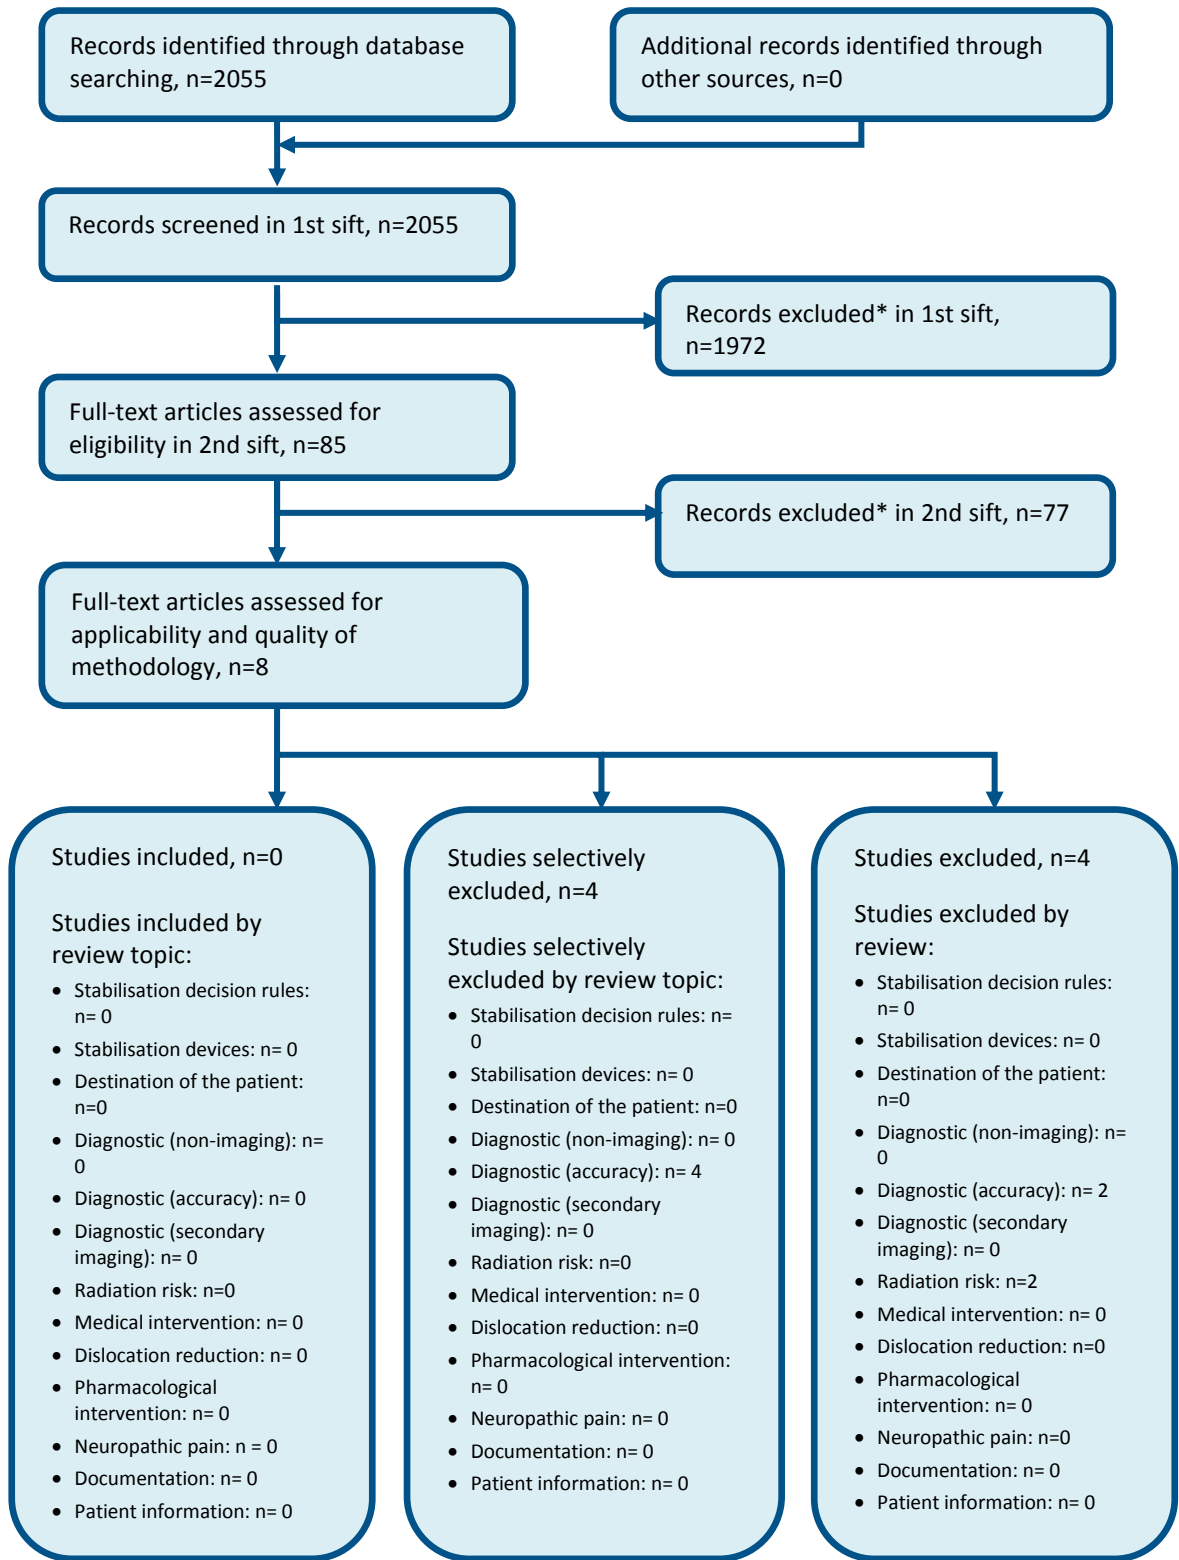 Records identified through database
searching, n=2055
Additional records identified through
other sources, n=0
Records screened in 1st sift, n=2055
Records excluded* in 1st sift,
n=1972
Full-text articles assessed for
eligibility in 2nd sift, n=85
Records excluded* in 2nd sift, n=77
Full-text articles assessed for
applicability and quality of
methodology, n=8
Studies included, n=0
Studies included by
review topic:
• Stabilisation decision rules:
n= 0
• Stabilisation devices: n= 0
• Destination of the patient:
n=0
• Diagnostic (non-imaging): n=
0
• Diagnostic (accuracy): n= 0
• Diagnostic (secondary
imaging): n= 0
• Radiation risk: n=0
• Medical intervention: n= 0
• Dislocation reduction: n= 0
• Pharmacological
intervention: n= 0
• Neuropathic pain: n = 0
• Documentation: n= 0
• Patient information: n= 0
Studies selectively
excluded, n=4
Studies selectively
excluded by review topic:
• Stabilisation decision rules: n=
0
• Stabilisation devices: n= 0
• Destination of the patient: n=0
• Diagnostic (non-imaging): n= 0
• Diagnostic (accuracy): n= 4
• Diagnostic (secondary
imaging): n= 0
• Radiation risk: n=0
• Medical intervention: n= 0
• Dislocation reduction: n=0
• Pharmacological intervention:
n= 0
• Neuropathic pain: n= 0
• Documentation: n= 0
• Patient information: n= 0
Studies excluded, n=4
Studies excluded by
review:
• Stabilisation decision rules:
n= 0
• Stabilisation devices: n= 0
• Destination of the patient:
n=0
• Diagnostic (non-imaging): n=
0
• Diagnostic (accuracy): n= 2
• Diagnostic (secondary
imaging): n= 0
• Radiation risk: n=2
• Medical intervention: n= 0
• Dislocation reduction: n=0
• Pharmacological
intervention: n= 0
• Neuropathic pain: n=0
• Documentation: n= 0
• Patient information: n= 0